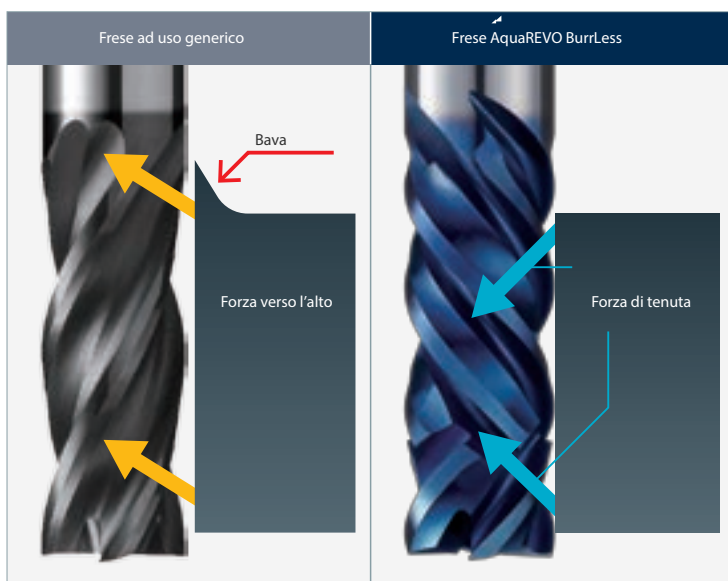 Frese ad uso generico
Frese AquaREVO BurrLess
Bava
Forza verso l’alto
Forza di tenuta